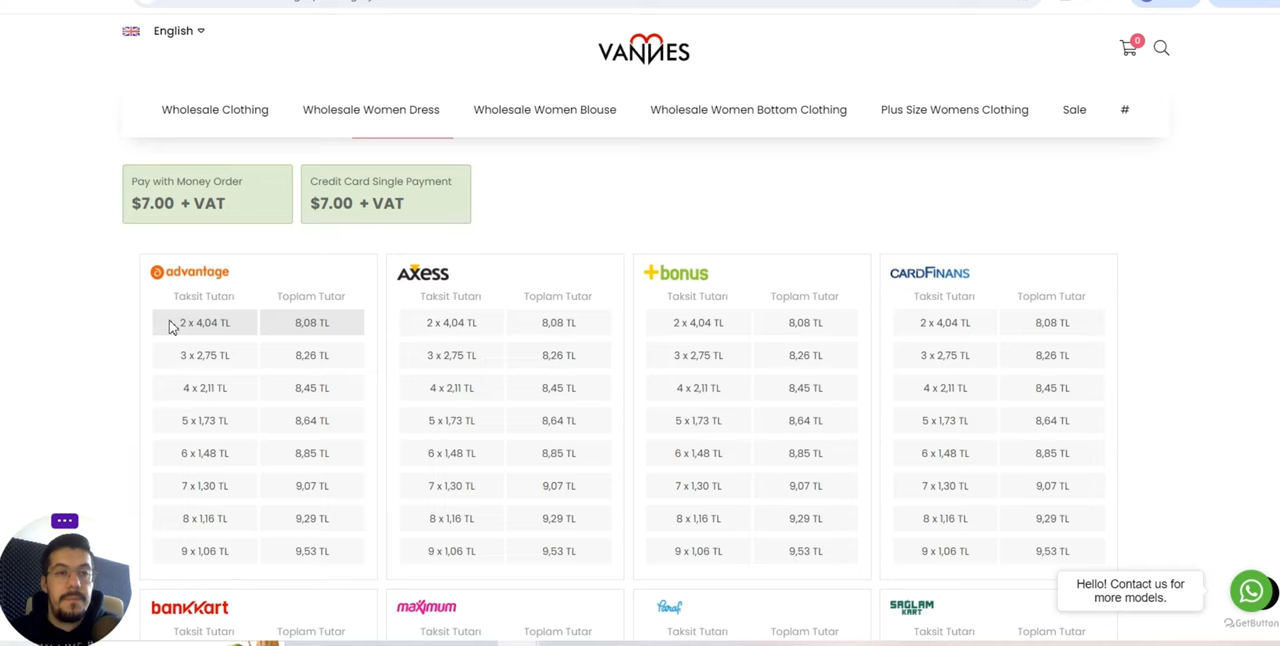 English
VANNES
0
Wholesale Clothing Wholesale Women Dress Wholesale Women Blouse Wholesale Women Bottom Clothing Plus Size Womens Clothing Sale #
Pay with Money Order
$7.00 + VAT
Credit Card Single Payment
$7.00 + VAT
advantage
Taksit Tutarı Toplam Tutar
2 x 4,04 TL 8,08 TL
3 x 2,75 TL 8,26 TL
4 x 2,11 TL 8,45 TL
5 x 1,73 TL 8,64 TL
6 x 1,48 TL 8,85 TL
7 x 1,30 TL 9,07 TL
8 x 1,16 TL 9,29 TL
9 x 1,06 TL 9,53 TL
AXESS
Taksit Tutarı Toplam Tutar
2 x 4,04 TL 8,08 TL
3 x 2,75 TL 8,26 TL
4 x 2,11 TL 8,45 TL
5 x 1,73 TL 8,64 TL
6 x 1,48 TL 8,85 TL
7 x 1,30 TL 9,07 TL
8 x 1,16 TL 9,29 TL
9 x 1,06 TL 9,53 TL
+bonus
Taksit Tutarı Toplam Tutar
2 x 4,04 TL 8,08 TL
3 x 2,75 TL 8,26 TL
4 x 2,11 TL 8,45 TL
5 x 1,73 TL 8,64 TL
6 x 1,48 TL 8,85 TL
7 x 1,30 TL 9,07 TL
8 x 1,16 TL 9,29 TL
9 x 1,06 TL 9,53 TL
CARDFINANS
Taksit Tutarı Toplam Tutar
2 x 4,04 TL 8,08 TL
3 x 2,75 TL 8,26 TL
4 x 2,11 TL 8,45 TL
5 x 1,73 TL 8,64 TL
6 x 1,48 TL 8,85 TL
7 x 1,30 TL 9,07 TL
8 x 1,16 TL 9,29 TL
9 x 1,06 TL 9,53 TL
bankkart
Taksit Tutarı Toplam Tutar
maximum
Taksit Tutarı Toplam Tutar
Paraf
Taksit Tutarı Toplam Tutar
SAĞLAM
KART
Taksit Tutarı Toplam Tutar
Hello! Contact us for
more models.
GetButton